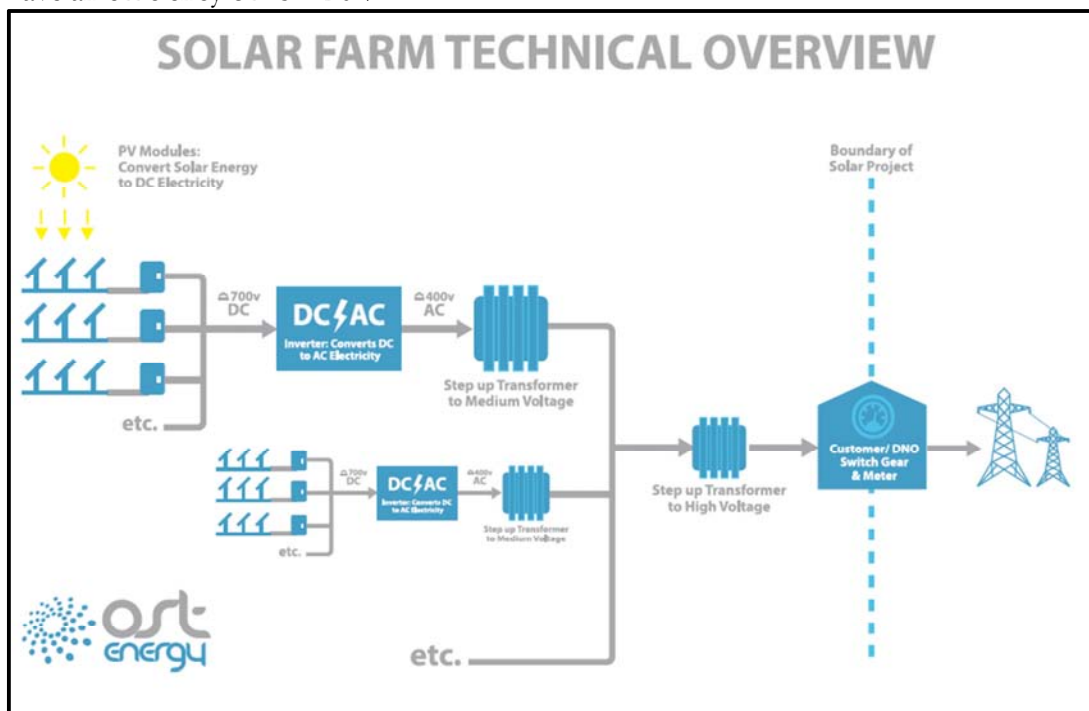 SOLAR FARM TECHNICAL OVERVIEW
PV Modules:
Convert Solar Energy
to DC Electricity
Boundary of
Solar Project
≏700v
DC
DC AC
Inverter: Converts DC
to AC Electricity
≏400v
AC
Step up Transformer
to Medium Voltage
etc.
≏700v
DC
DC AC
Inverter: Converts DC
to AC Electricity
≏400v
AC
Step up Transformer
to Medium Voltage
etc.
Step up Transformer
to High Voltage
Customer/ DNO
Switch Gear
& Meter
etc.
ost
energy